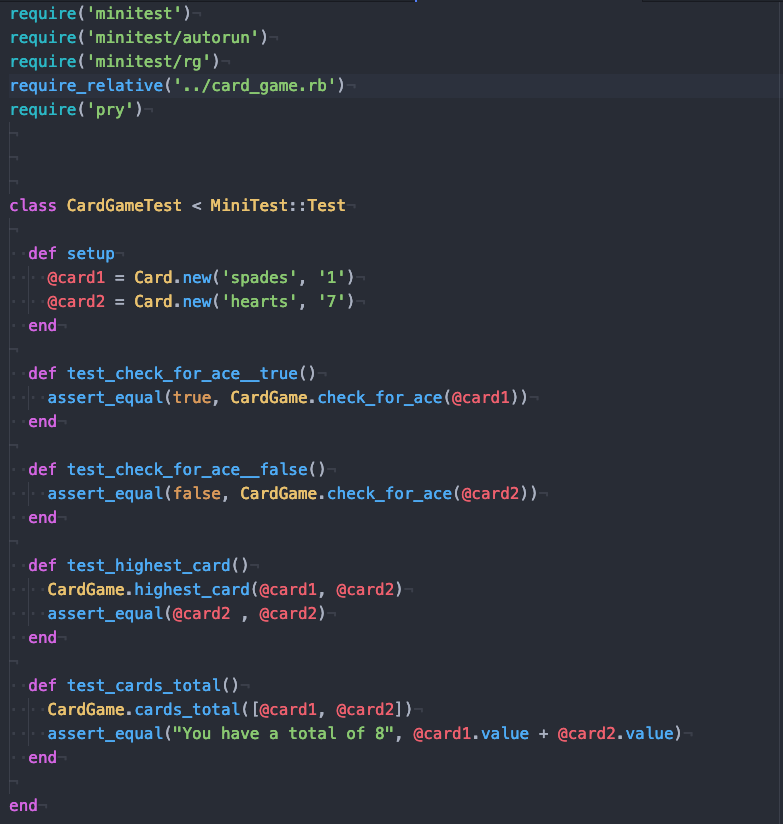 require('minitest')
require('minitest/autorun')
require('minitest/rg')
require_relative('../card_game.rb')
require('pry')
class CardGameTest < MiniTest::Test
def setup
@card1 = Card.new('spades', '1')
@card2 = Card.new('hearts', '7')
end
def test_check_for_ace__true()
assert_equal(true, CardGame.check_for_ace(@card1))
end
def test_check_for_ace__false()
assert_equal(false, CardGame.check_for_ace(@card2))
end
def test_highest_card()
CardGame.highest_card(@card1, @card2)
assert_equal(@card2 , @card2)
end
def test_cards_total()
CardGame.cards_total([@card1, @card2])
assert_equal("You have a total of 8", @card1.value + @card2.value)
end
end